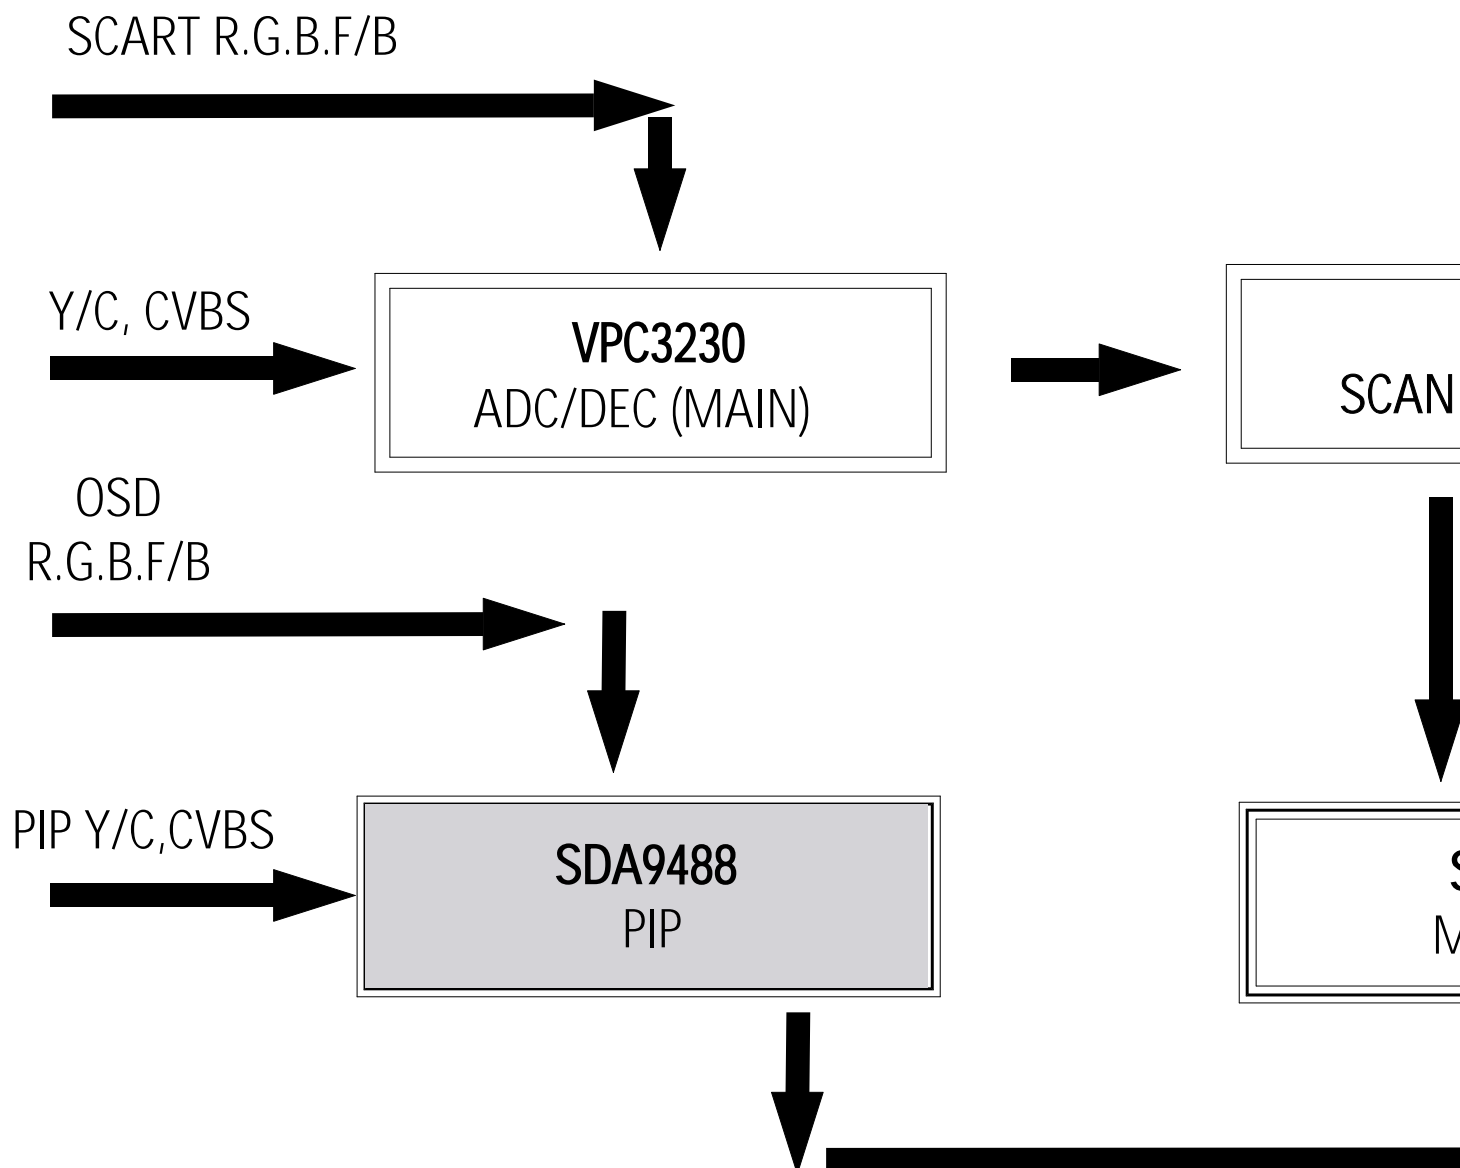 SCART R.G.B.F/B
Y/C, CVBS
VPC3230
ADC/DEC (MAIN)
SCAN
OSD
R.G.B.F/B
PIP Y/C,CVBS
SDA9488
PIP